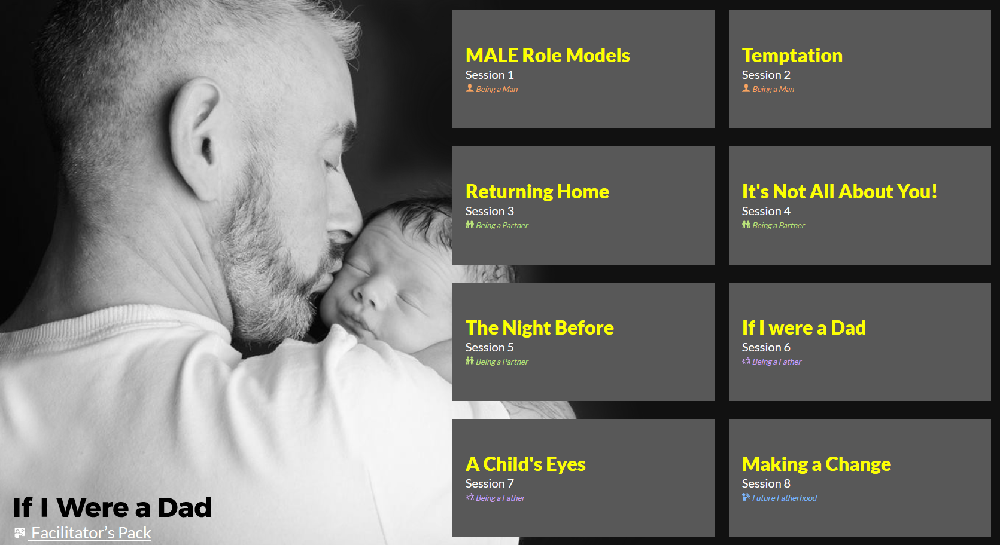 MALE Role Models
Session 1
Being a Man
Temptation
Session 2
Being a Man
Returning Home
Session 3
Being a Partner
It's Not All About You!
Session 4
Being a Partner
The Night Before
Session 5
Being a Partner
If I were a Dad
Session 6
Being a Father
A Child's Eyes
Session 7
Being a Father
Making a Change
Session 8
Future Fatherhood
If I Were a Dad
Facilitator’s Pack